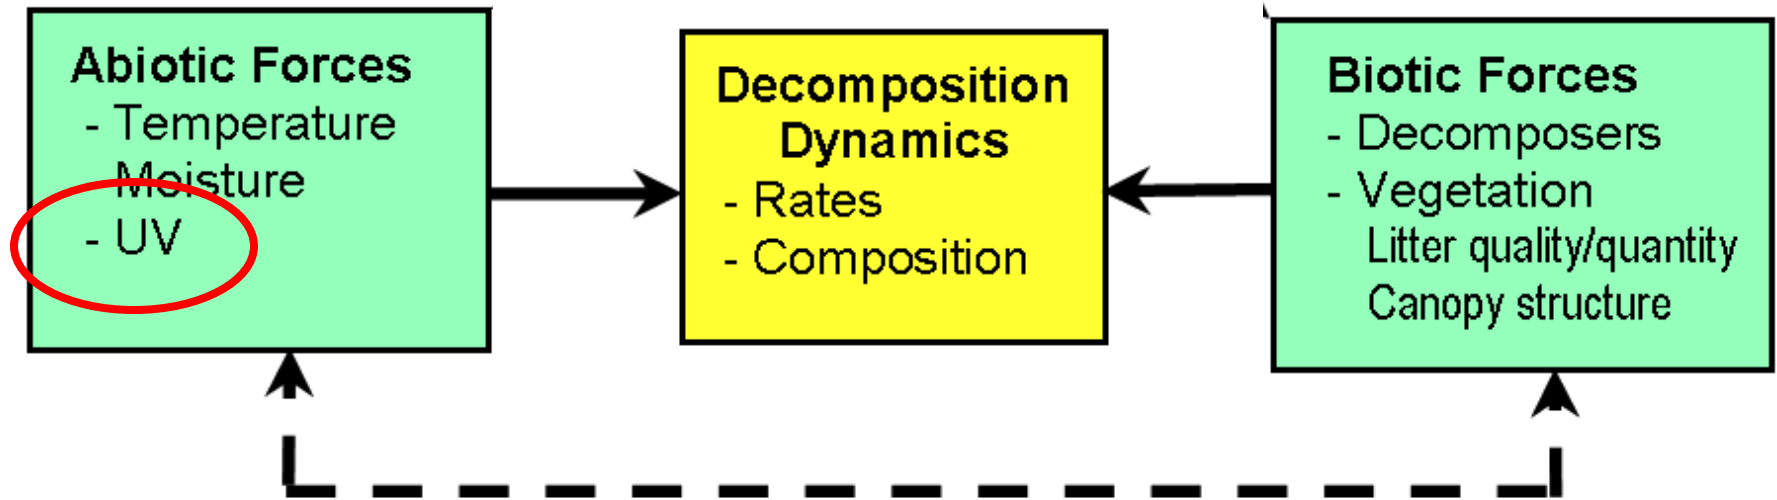 Abiotic Forces
- Temperature
Moisture
- UV
Decomposition
Dynamics
- Rates
- Composition
Biotic Forces
- Decomposers
- Vegetation
Litter quality/quantity
Canopy structure